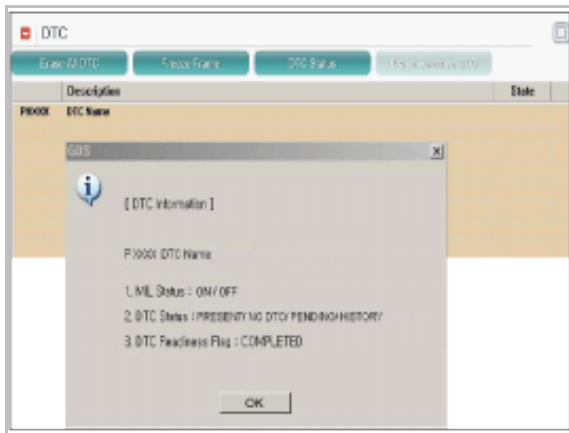 DTC
Erase All DTC Freeze Frame DTC Status
Description State
PXXXX DTC Name
GDS
[ DTC Information ]
PXXXX DTC Name
1. MIL Status : ON / OFF
2. DTC Status : PRESENT/ NO DTC/ PENDING/HISTORY
3. DTC Readiness Flag : COMPLETED
OK